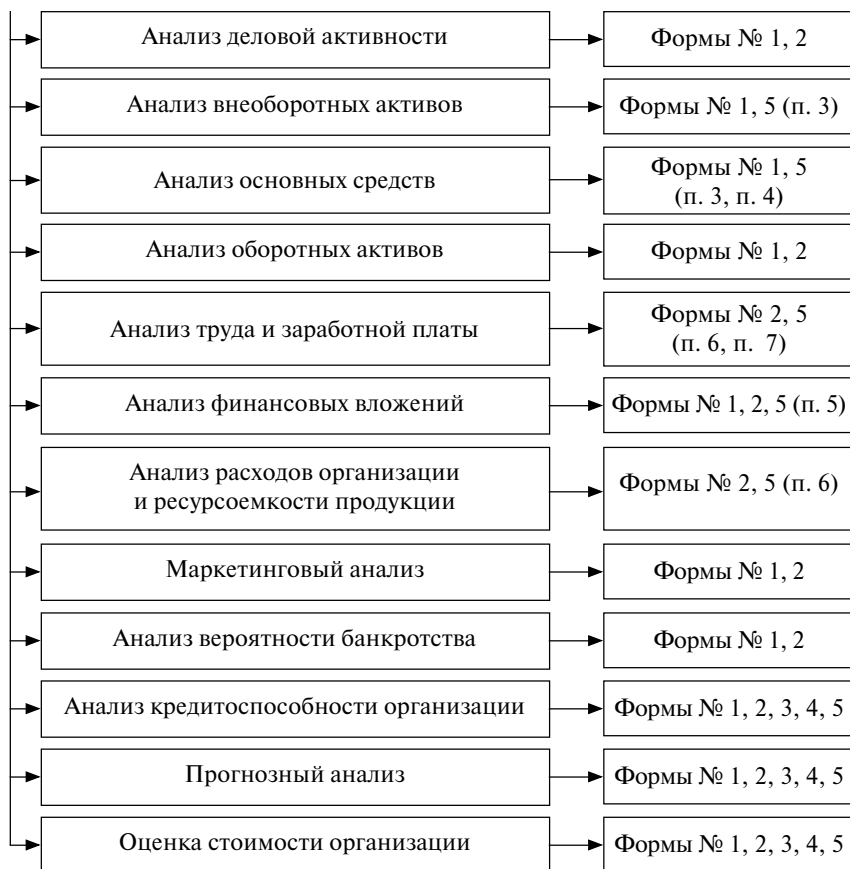 Анализ деловой активности
Формы № 1, 2
Анализ внеоборотных активов
Формы № 1, 5 (п. 3)
Анализ основных средств
Формы № 1, 5
(п. 3, п. 4)
Анализ оборотных активов
Формы № 1, 2
Анализ труда и заработной платы
Формы № 2, 5
(п. 6, п. 7)
Анализ финансовых вложений
Формы № 1, 2, 5 (п. 5)
Анализ расходов организации
и ресурсоемкости продукции
Формы № 2, 5 (п. 6)
Маркетинговый анализ
Формы № 1, 2
Анализ вероятности банкротства
Формы № 1, 2
Анализ кредитоспособности организации
Формы № 1, 2, 3, 4, 5
Прогнозный анализ
Формы № 1, 2, 3, 4, 5
Оценка стоимости организации
Формы № 1, 2, 3, 4, 5